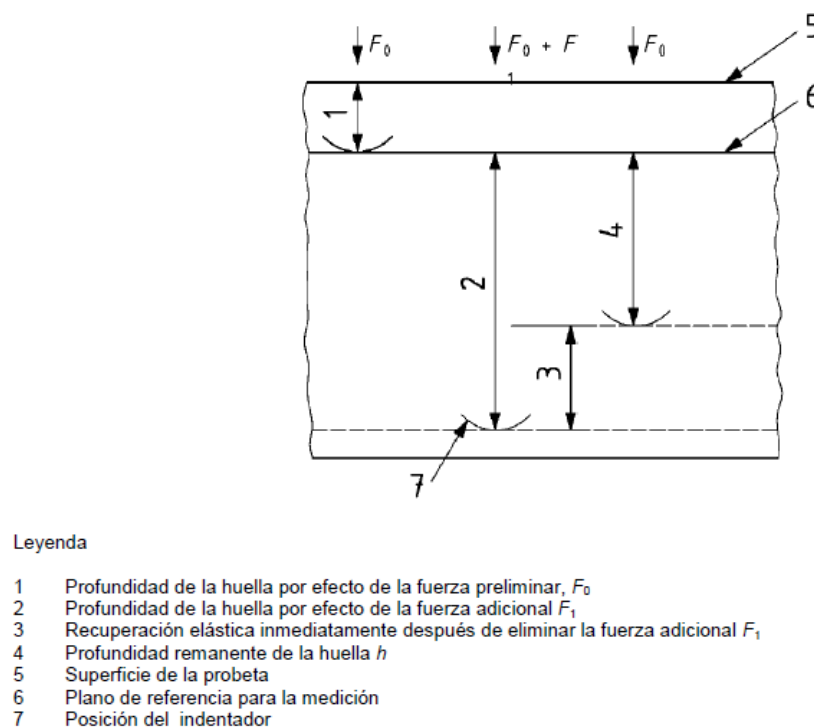 F₀
F₀ + F
F₀
1
5
1
6
4
2
3
7
Leyenda
1 Profundidad de la huella por efecto de la fuerza preliminar, F₀
2 Profundidad de la huella por efecto de la fuerza adicional F₁
3 Recuperación elástica inmediatamente después de eliminar la fuerza adicional F₁
4 Profundidad remanente de la huella h
5 Superficie de la probeta
6 Plano de referencia para la medición
7 Posición del indentador